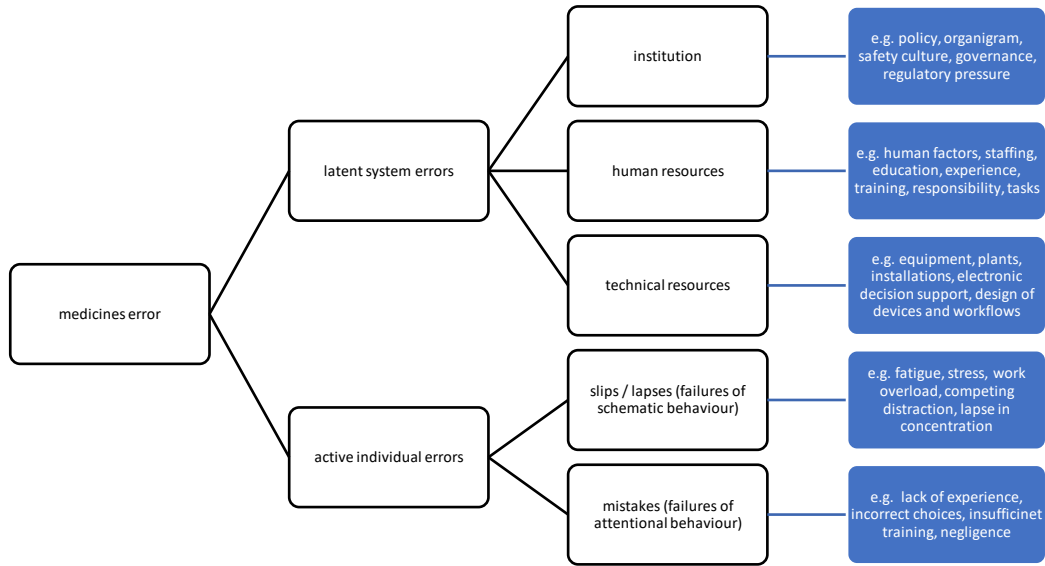 medicines error
latent system errors
active individual errors
institution
human resources
technical resources
slips / lapses (failures of
schematic behaviour)
mistakes (failures of
attentional behaviour)
e.g. policy, organigram,
safety culture, governance,
regulatory pressure
e.g. human factors, staffing,
education, experience,
training, responsibility, tasks
e.g. equipment, plants,
installations, electronic
decision support, design of
devices and workflows
e.g. fatigue, stress, work
overload, competing
distraction, lapse in
concentration
e.g. lack of experience,
incorrect choices, insufficinet
training, negligence